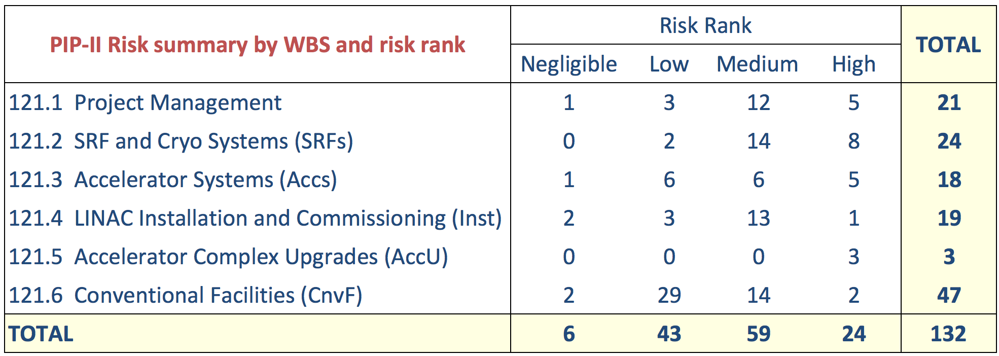 Risk Rank
PIP-II Risk summary by WBS and risk rank TOTAL
Negligible Low Medium High
121.1 Project Management 1 3 12 5 21
121.2 SRF and Cryo Systems (SRFs) 0 2 14 8 24
121.3 Accelerator Systems (Accs) 1 6 6 5 18
121.4 LINAC Installation and Commissioning (Inst) 2 3 13 1 19
121.5 Accelerator Complex Upgrades (AccU) 0 0 0 3 3
121.6 Conventional Facilities (CnvF) 2 29 14 2 47
TOTAL 6 43 59 24 132